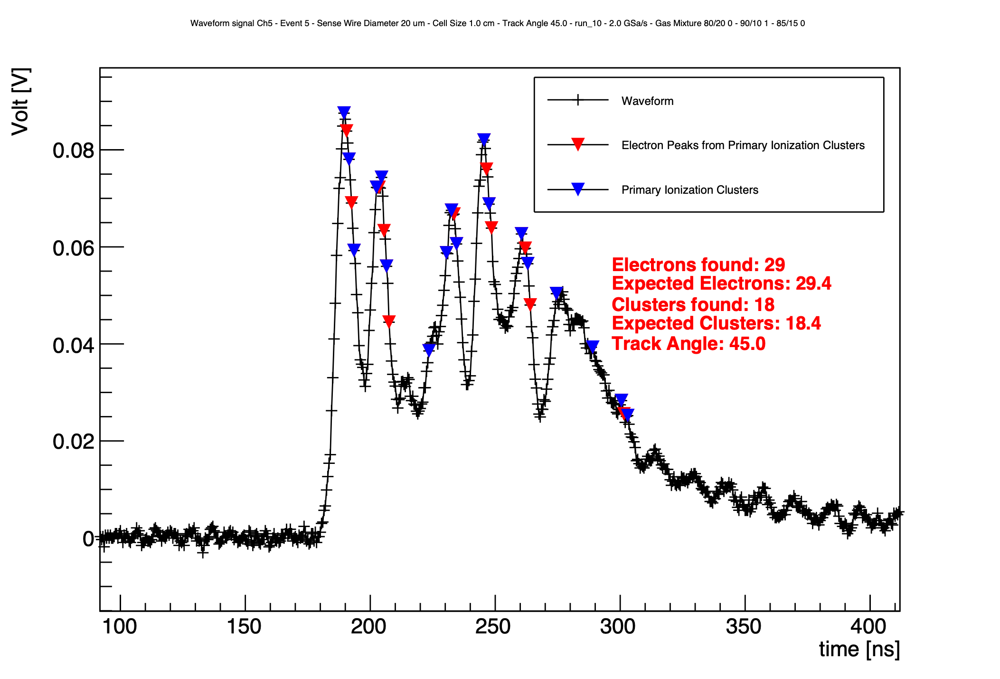 Waveform signal Ch5 - Event 5 - Sense Wire Diameter 20 um - Cell Size 1.0 cm - Track Angle 45.0 - run_10 - 2.0 GSa/s - Gas Mixture 80/20 0 - 90/10 1 - 85/15 0
Volt [V]
Waveform
Electron Peaks from Primary Ionization Clusters
Primary Ionization Clusters
0.08
0.06
0.04
0.02
0
Electrons found: 29
Expected Electrons: 29.4
Clusters found: 18
Expected Clusters: 18.4
Track Angle: 45.0
100 150 200 250 300 350 400
time [ns]